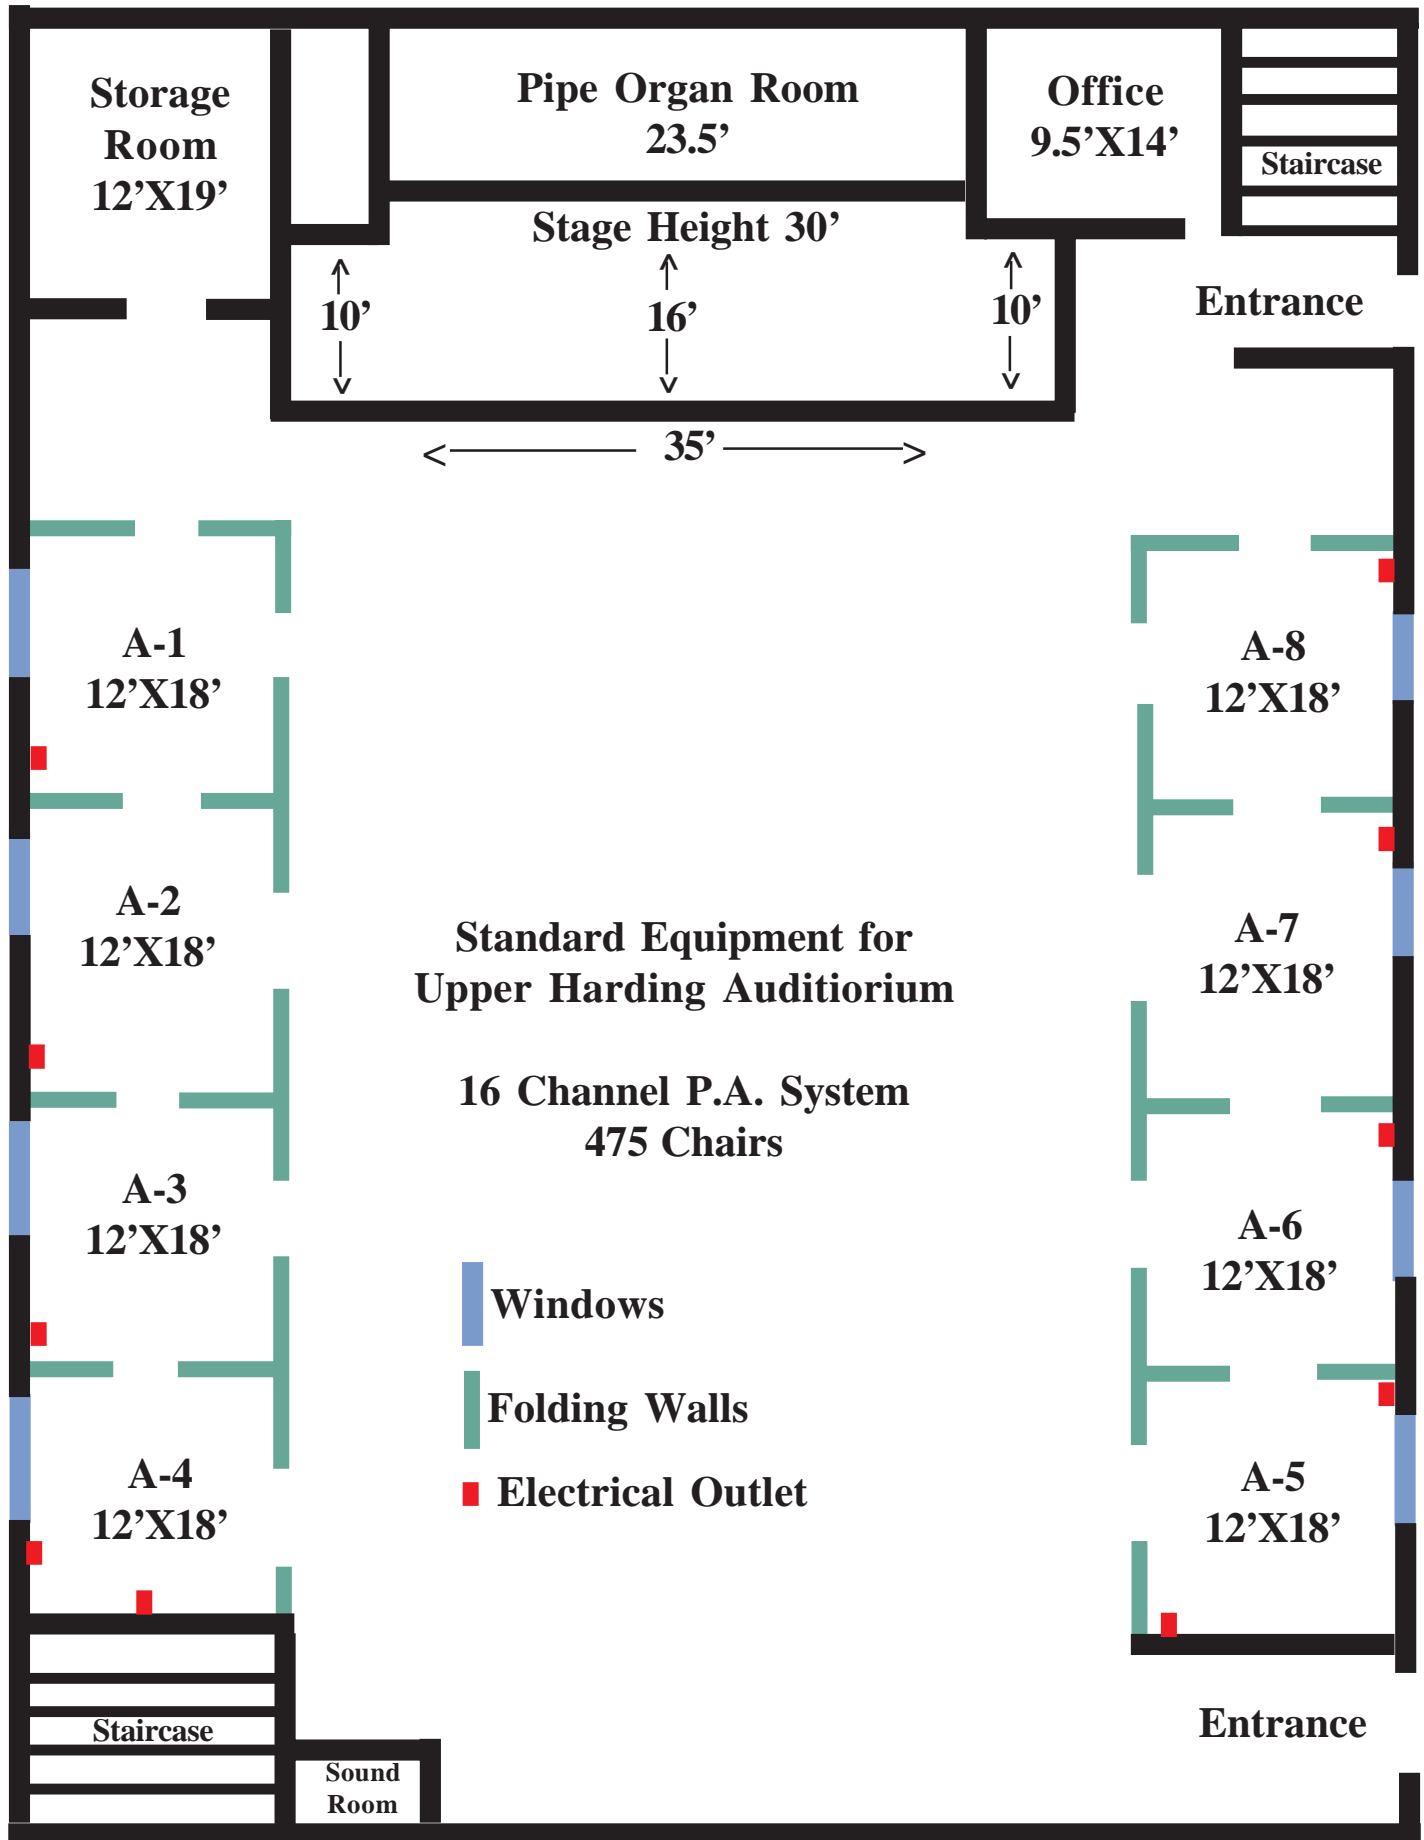 Storage
Room
12’X19’
Pipe Organ Room
23.5’
Office
9.5’X14’
Staircase
Stage Height 30’
10’
16’
10’
Entrance
35’
A-1
12’X18’
A-8
12’X18’
A-2
12’X18’
Standard Equipment for
Upper Harding Auditiorium
A-7
12’X18’
16 Channel P.A. System
475 Chairs
A-3
12’X18’
A-6
12’X18’
Windows
Folding Walls
Electrical Outlet
A-4
12’X18’
A-5
12’X18’
Staircase
Entrance
Sound
Room